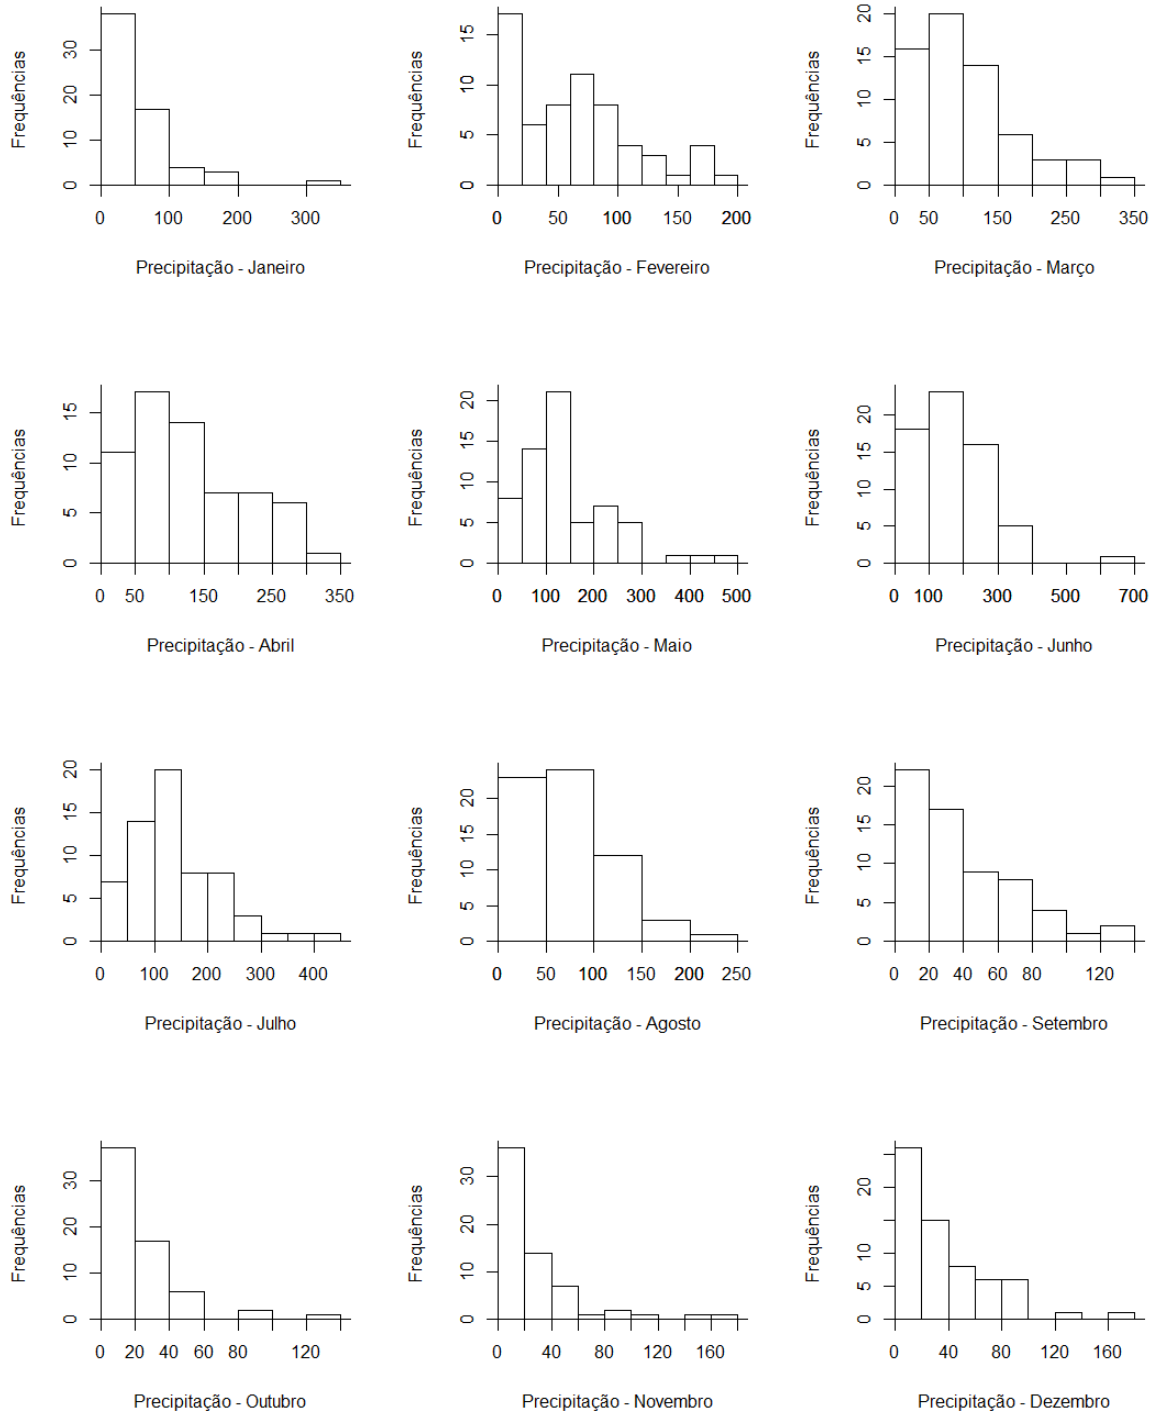 Frequências
30
20
10
0
0 100 200 300
Precipitação - Janeiro
Frequências
15
10
5
0
0 50 100 150 200
Precipitação - Fevereiro
Frequências
20
15
10
5
0
0 50 150 250 350
Precipitação - Março
Frequências
15
10
5
0
0 50 150 250 350
Precipitação - Abril
Frequências
20
15
10
5
0
0 100 200 300 400 500
Precipitação - Maio
Frequências
20
15
10
5
0
0 100 300 500 700
Precipitação - Junho
Frequências
20
15
10
5
0
0 100 200 300 400
Precipitação - Julho
Frequências
20
15
10
5
0
0 50 100 150 200 250
Precipitação - Agosto
Frequências
20
15
10
5
0
0 20 40 60 80 120
Precipitação - Setembro
Frequências
30
20
10
0
0 20 40 60 80 120
Precipitação - Outubro
Frequências
30
20
10
0
0 40 80 120 160
Precipitação - Novembro
Frequências
20
10
5
0
0 40 80 120 160
Precipitação - Dezembro